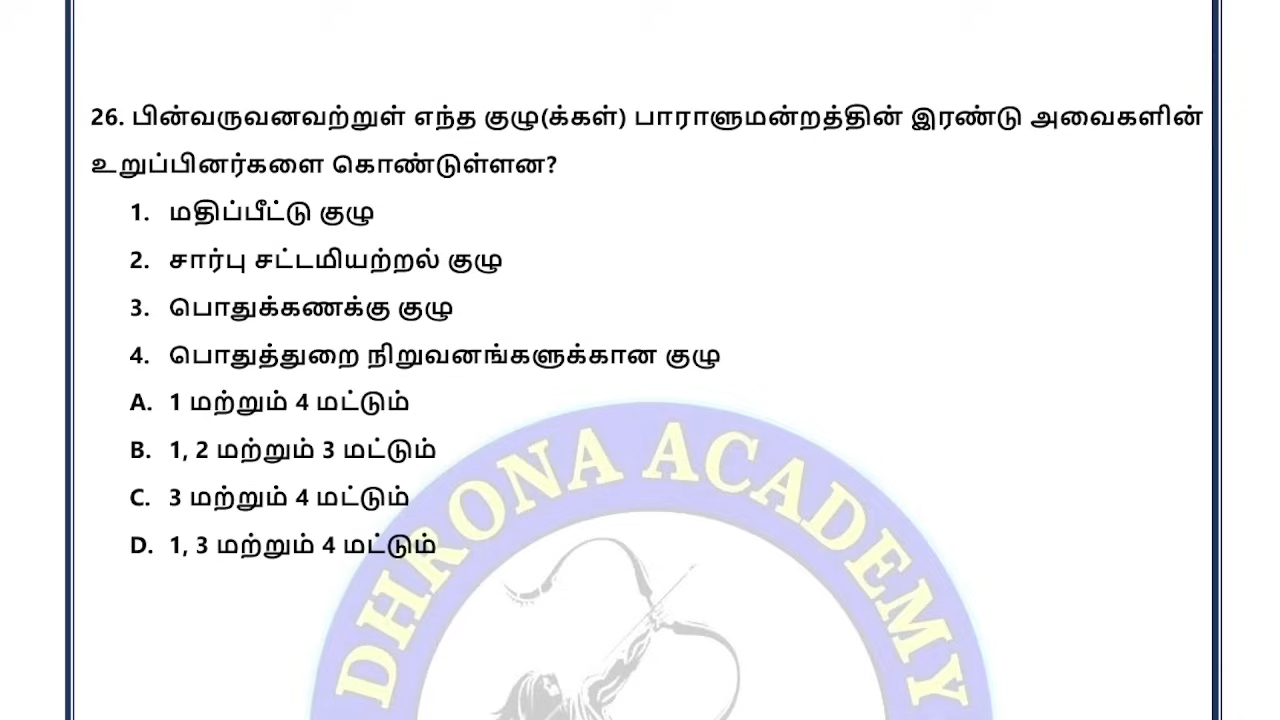 26. பின்வருவனவற்றுள் எந்த குழு(க்கள்) பாராளுமன்றத்தின் இரண்டு அவைகளின்
உறுப்பினர்களை கொண்டுள்ளன?
1. மதிப்பீட்டு குழு
2. சார்பு சட்டமியற்றல் குழு
3. பொதுக்கணக்கு குழு
4. பொதுத்துறை நிறுவனங்களுக்கான குழு
A. 1 மற்றும் 4 மட்டும்
B. 1, 2 மற்றும் 3 மட்டும்
C. 3 மற்றும் 4 மட்டும்
D. 1, 3 மற்றும் 4 மட்டும்
DHRONA ACADEMY